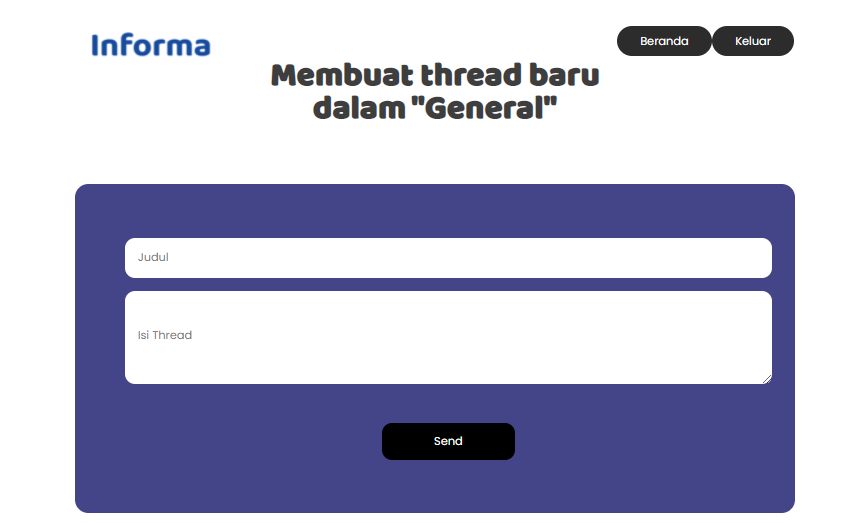 Informa
Beranda
Keluar
Membuat thread baru
dalam "General"
Judul
Isi Thread
Send